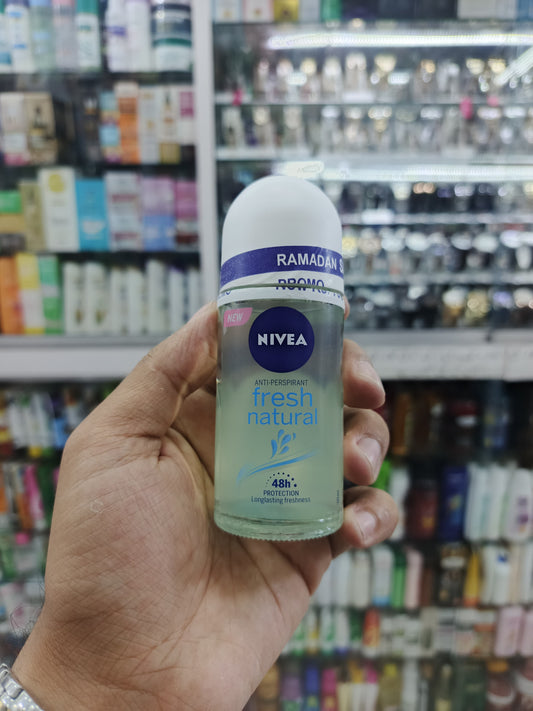 RAMADAN S
PROMO
NEW
NIVEA
ANTI-PERSPIRANT
fresh
natural
48h
PROTECTION
Longlasting freshness